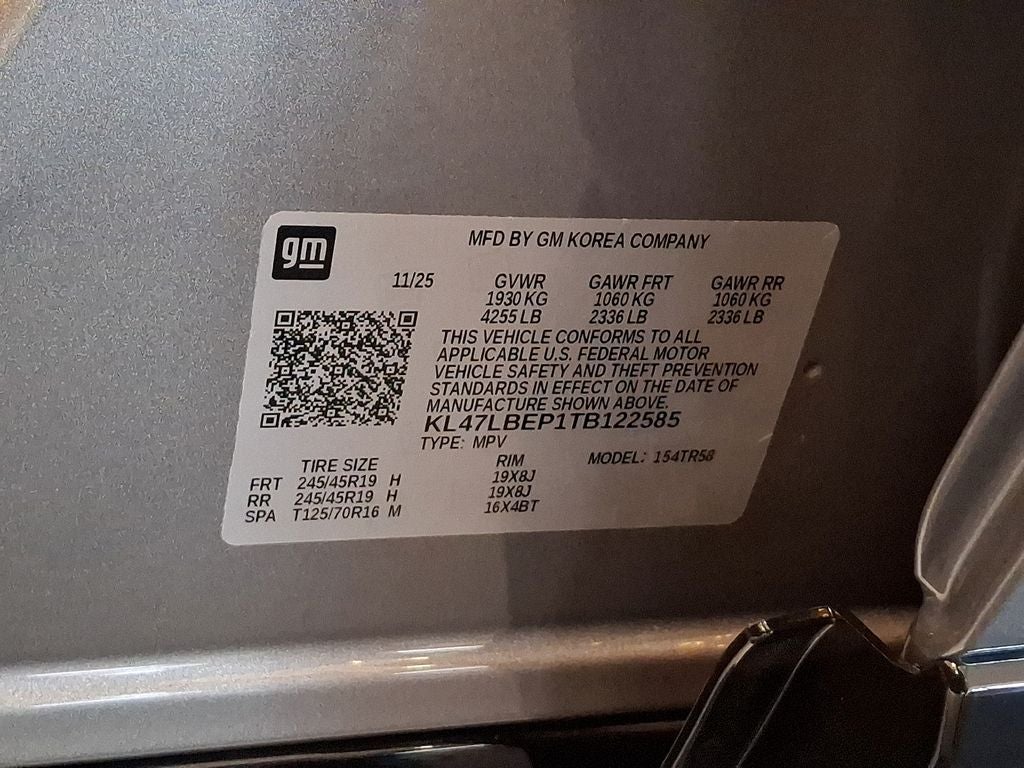 gm
MFD BY GM KOREA COMPANY
11/25 GVWR GAWR FRT GAWR RR
1930 KG 1060 KG 1060 KG
4255 LB 2336 LB 2336 LB
THIS VEHICLE CONFORMS TO ALL
APPLICABLE U.S. FEDERAL MOTOR
VEHICLE SAFETY AND THEFT PREVENTION
STANDARDS IN EFFECT ON THE DATE OF
MANUFACTURE SHOWN ABOVE.
KL47LBEP1TB122585
TYPE: MPV
TIRE SIZE RIM MODEL: 154TR58
FRT 245/45R19 H 19X8J
RR 245/45R19 H 19X8J
SPA T125/70R16 M 16X4BT